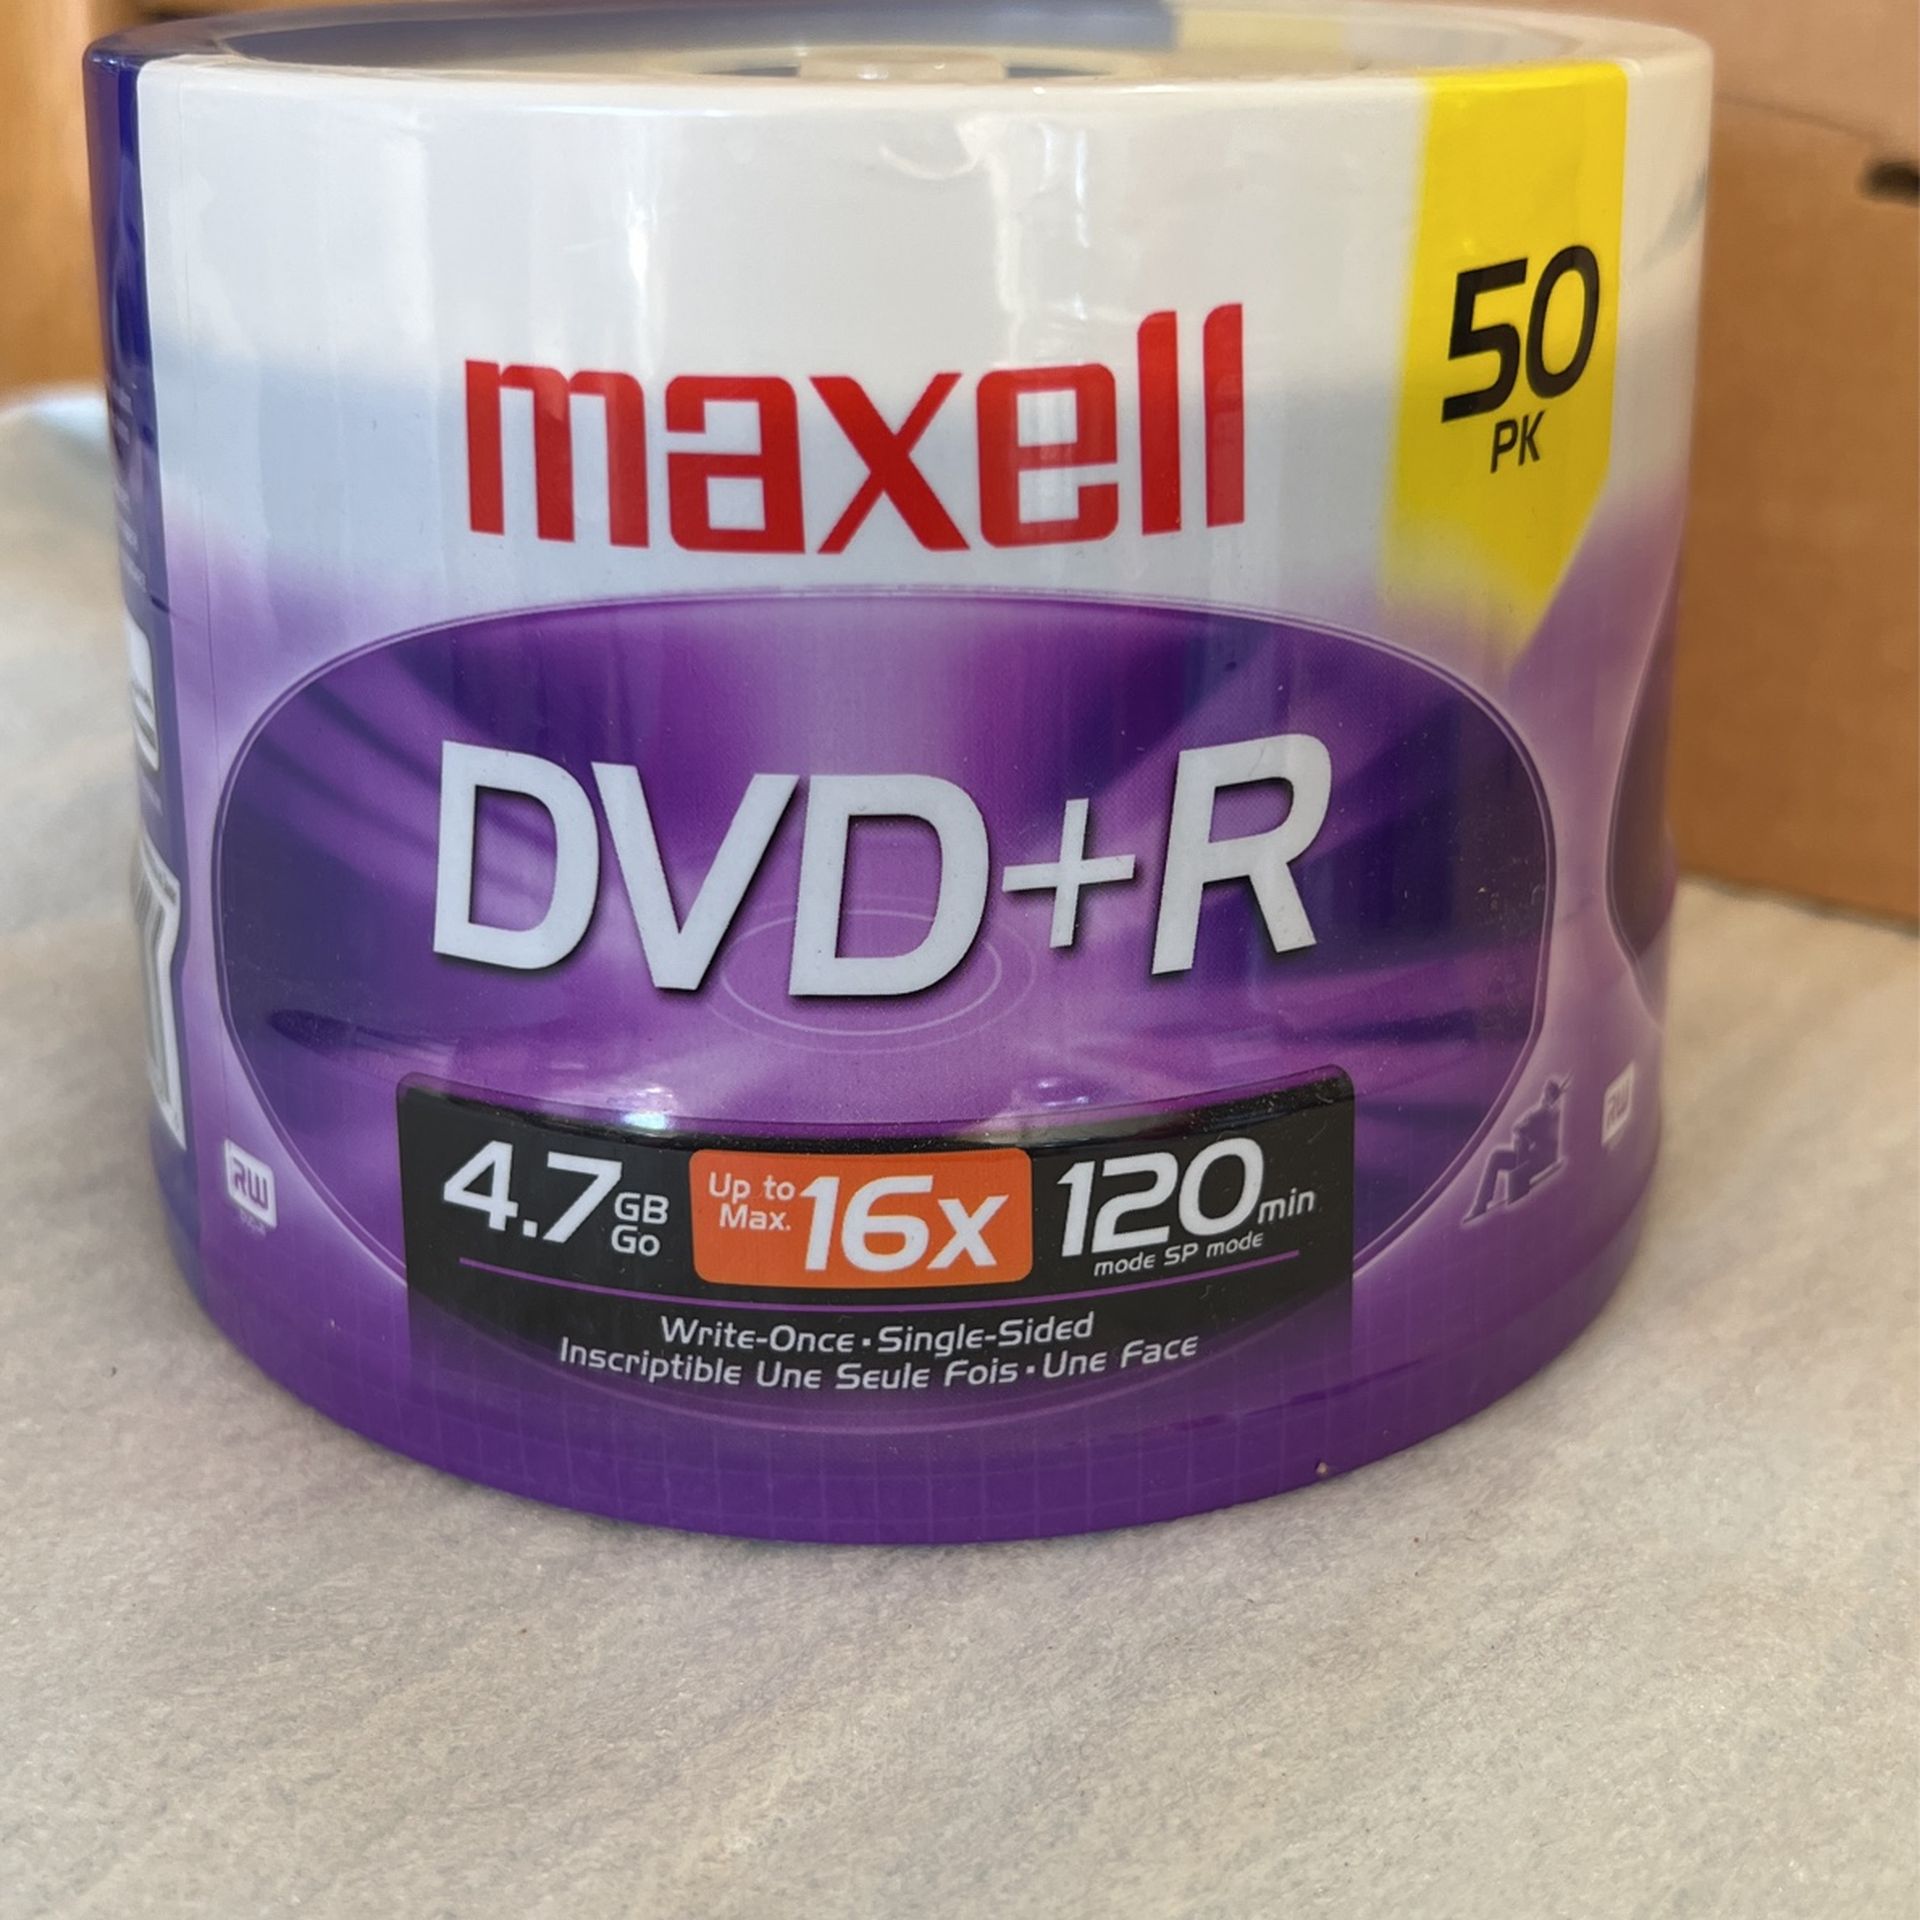 maxell
50
PK
DVD+R
4.7 GB Go
Up to Max. 16x
120 min
mode SP mode
Write-Once · Single-Sided
Inscriptible Une Seule Fois · Une Face
RW
RW